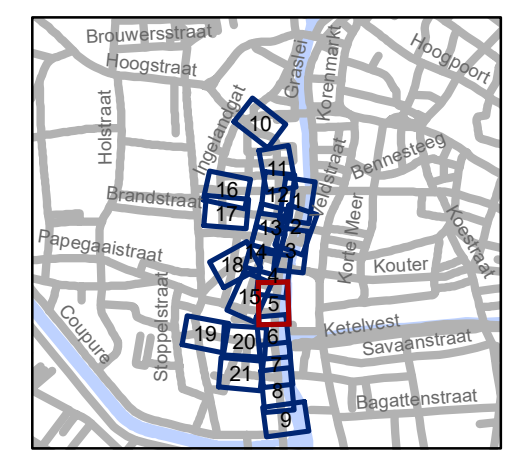 Brouwersstraat
Hoogstraat
Graslei
Korenmarkt
Hoogpoort
Holstraat
Ingelandgat
10
Bennesteeg
11
Veldstraat
16
12
1
Brandstraat
17
13
2
Korte Meer
Koestraat
Papegaaistraat
14
3
18
4
Kouter
15
5
Coupure
Stoppelstraat
19
20
6
Ketelvest
Savaanstraat
21
7
8
Bagattenstraat
9